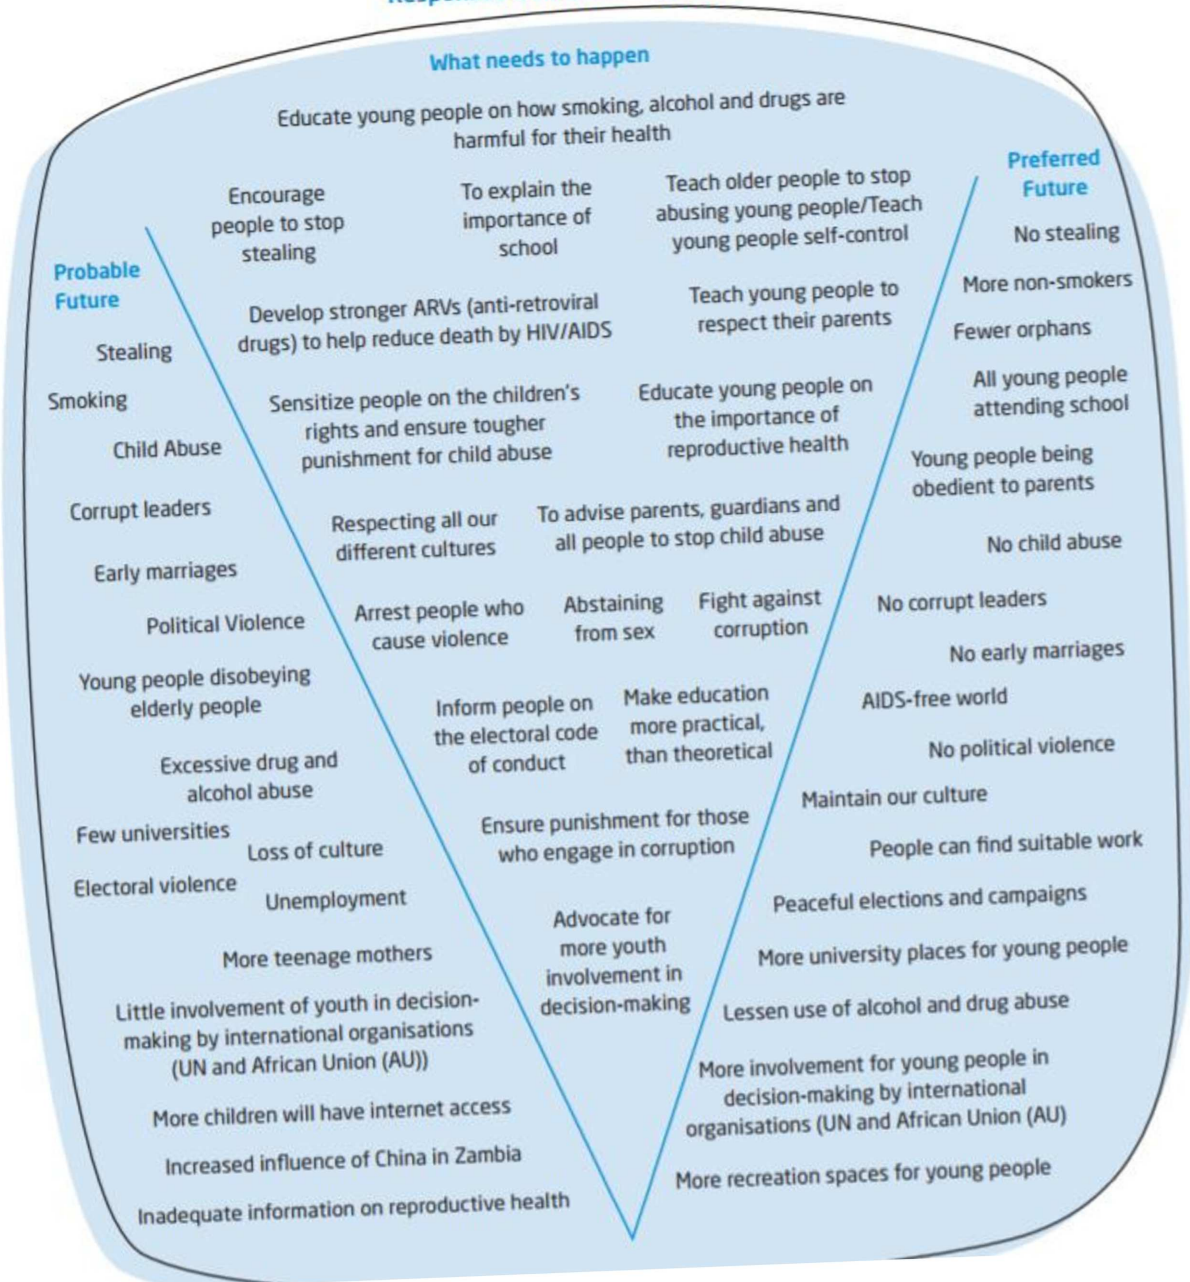 What needs to happen
Educate young people on how smoking, alcohol and drugs are
harmful for their health
Encourage
people to stop
stealing
To explain the
importance of
school
Teach older people to stop
abusing young people/Teach
young people self-control
Develop stronger ARVs (anti-retroviral
drugs) to help reduce death by HIV/AIDS
Teach young people to
respect their parents
Sensitize people on the children's
rights and ensure tougher
punishment for child abuse
Educate young people on
the importance of
reproductive health
Respecting all our
different cultures
To advise parents, guardians and
all people to stop child abuse
Arrest people who
cause violence
Abstaining
from sex
Fight against
corruption
Inform people on
the electoral code
of conduct
Make education
more practical,
than theoretical
Ensure punishment for those
who engage in corruption
Advocate for
more youth
involvement in
decision-making
Probable
Future
Stealing
Smoking
Child Abuse
Corrupt leaders
Early marriages
Political Violence
Young people disobeying
elderly people
Excessive drug and
alcohol abuse
Few universities
Loss of culture
Electoral violence
Unemployment
More teenage mothers
Little involvement of youth in decision-
making by international organisations
(UN and African Union (AU))
More children will have internet access
Increased influence of China in Zambia
Inadequate information on reproductive health
Preferred
Future
No stealing
More non-smokers
Fewer orphans
All young people
attending school
Young people being
obedient to parents
No child abuse
No corrupt leaders
No early marriages
AIDS-free world
No political violence
Maintain our culture
People can find suitable work
Peaceful elections and campaigns
More university places for young people
Lessen use of alcohol and drug abuse
More involvement for young people in
decision-making by international
organisations (UN and African Union (AU)
More recreation spaces for young people